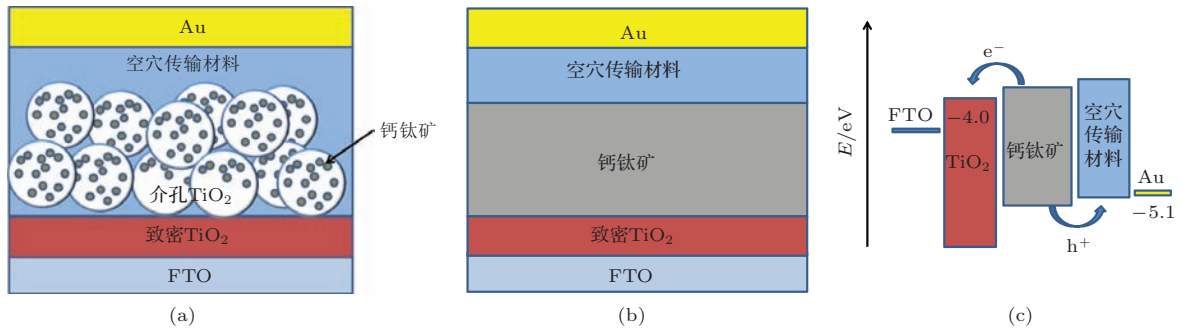 Au
空穴传输材料
钙钛矿
介孔TiO₂
致密TiO₂
FTO
(a)
Au
空穴传输材料
钙钛矿
致密TiO₂
FTO
(b)
E/eV
e⁻
FTO
−4.0
TiO₂
钙钛矿
空穴
传输
材料
Au
−5.1
h⁺
(c)